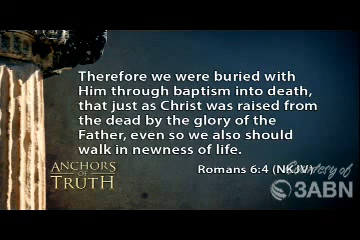 Therefore we were buried with
Him through baptism into death,
that just as Christ was raised from
the dead by the glory of the
Father, even so we also should
walk in newness of life.
Romans 6:4 (NKJV)
ANCHORS
OF
TRUTH
Courtesy of
3ABN